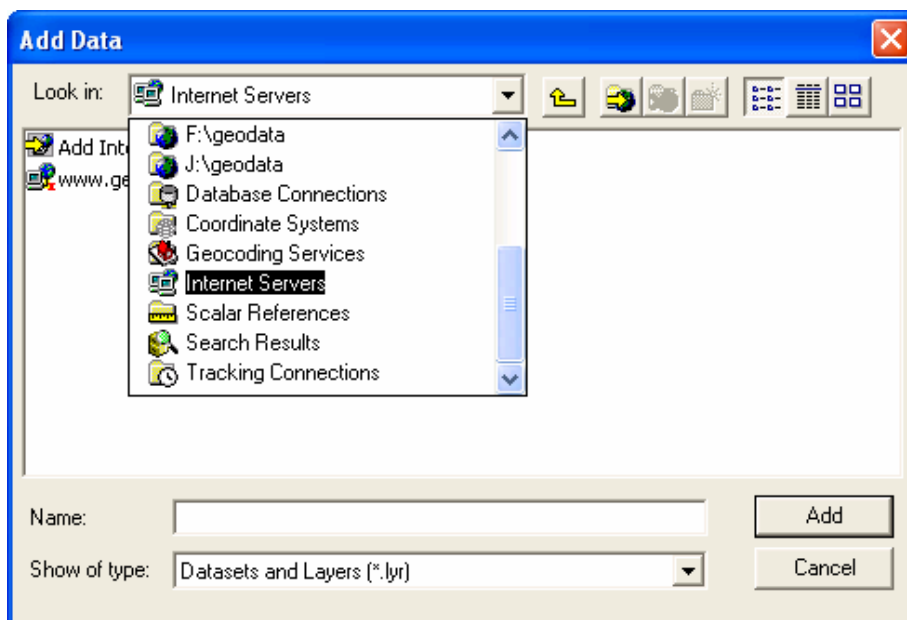 Add Data
Look in: Internet Servers
Add Int
www.ge
F:\geodata
J:\geodata
Database Connections
Coordinate Systems
Geocoding Services
Internet Servers
Scalar References
Search Results
Tracking Connections
Name: Add
Show of type: Datasets and Layers (*.lyr) Cancel